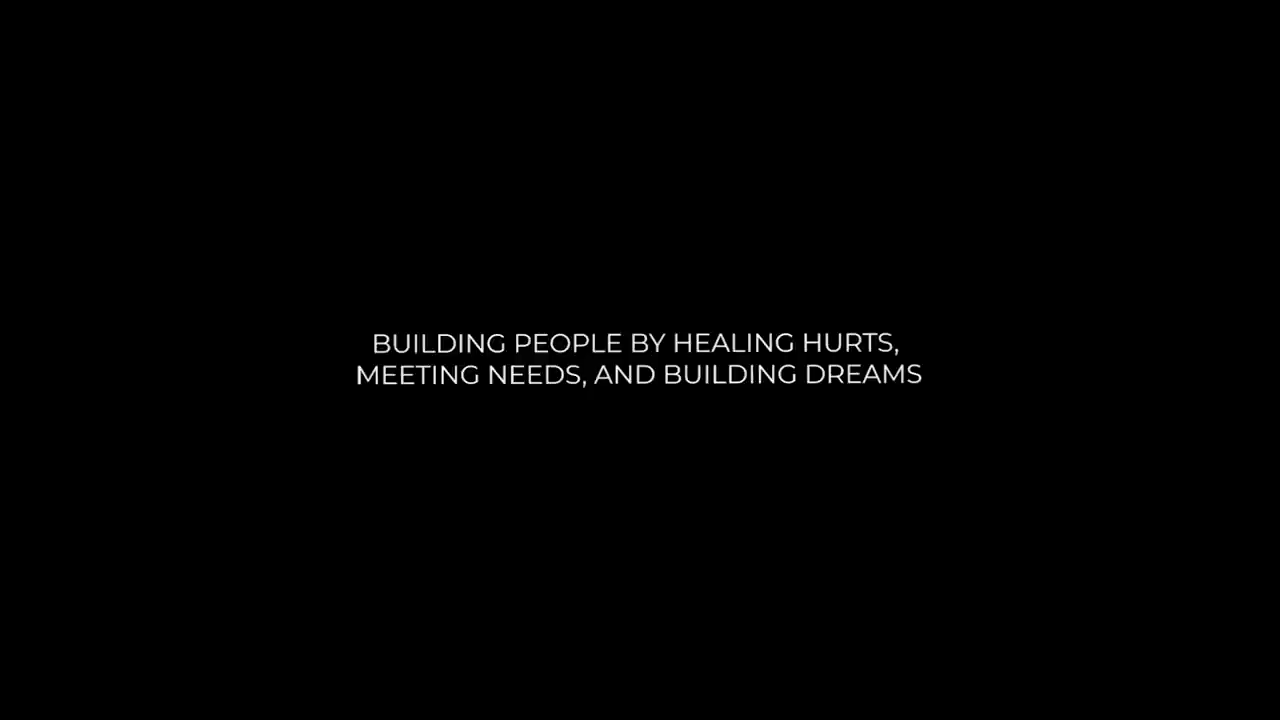 BUILDING PEOPLE BY HEALING HURTS,
MEETING NEEDS, AND BUILDING DREAMS